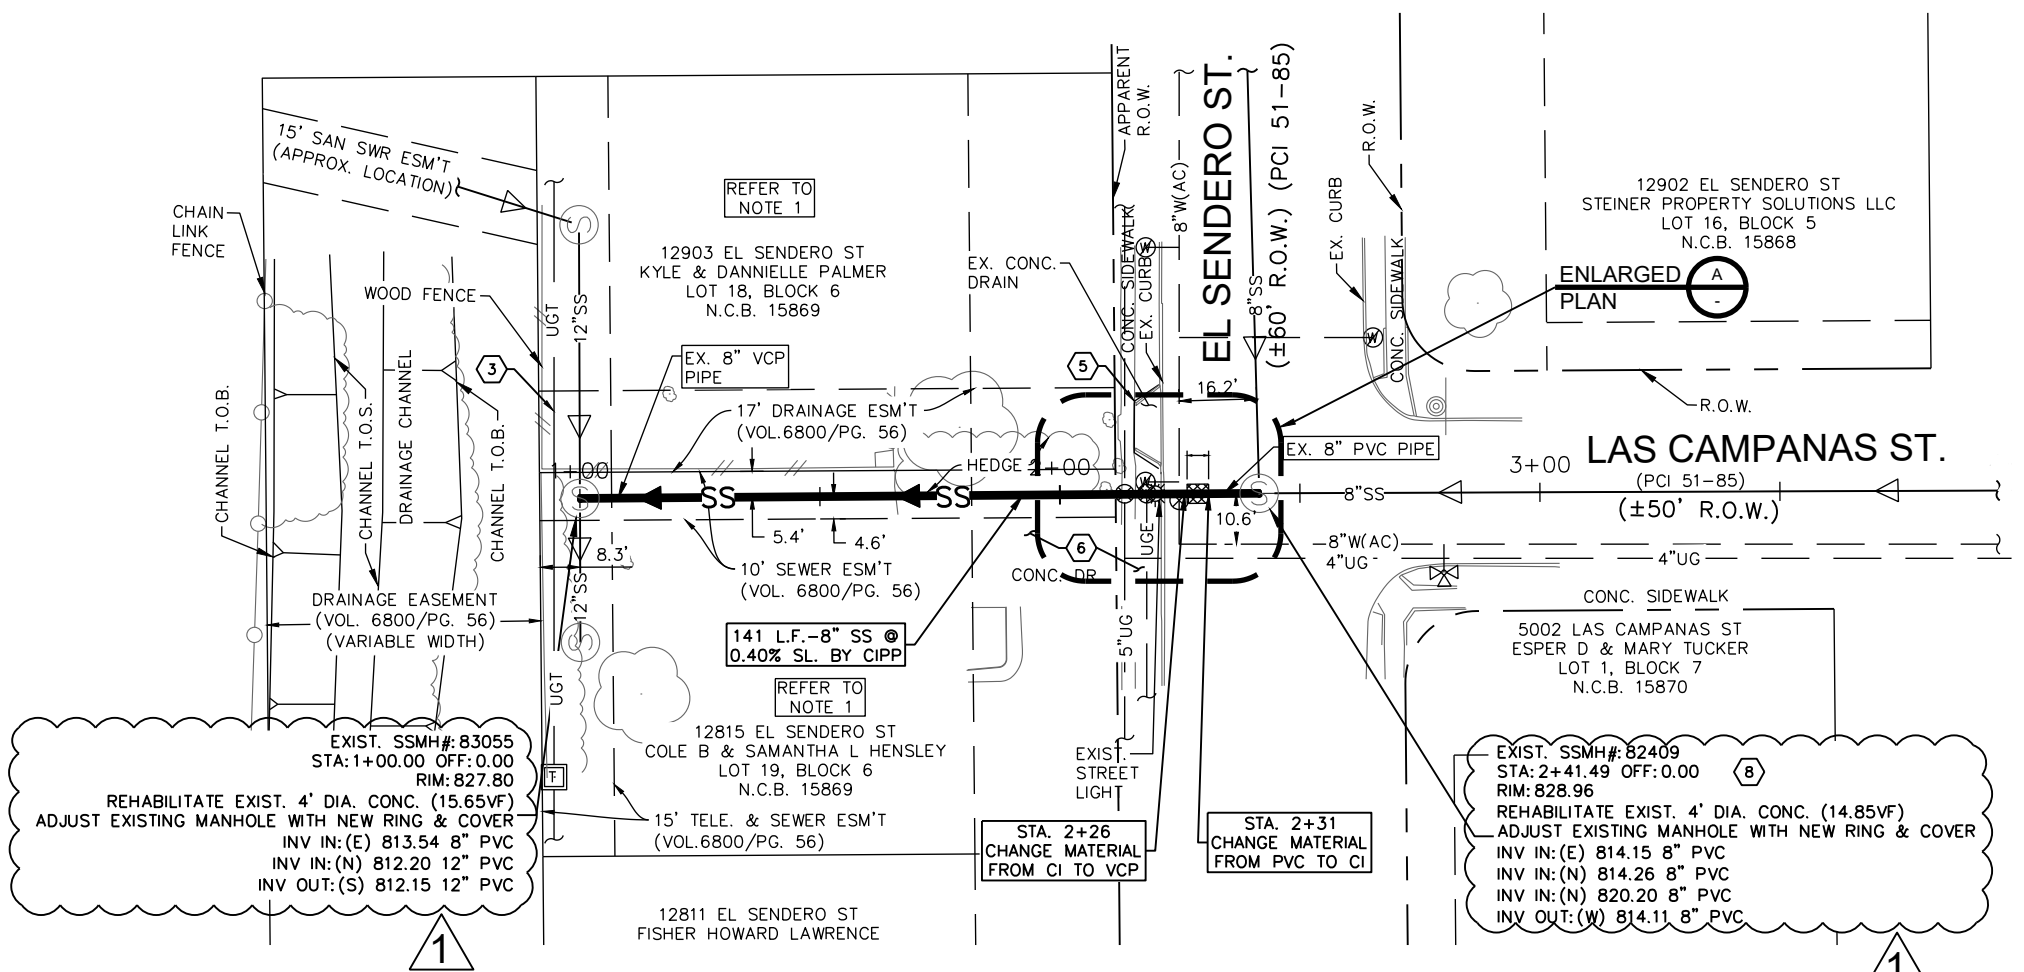 15' SAN SWR ESM'T
(APPROX. LOCATION)
CHAIN
LINK
FENCE
WOOD FENCE
CHANNEL T.O.B.
CHANNEL T.O.S.
DRAINAGE CHANNEL
CHANNEL T.O.B.
3
UGT
12"SS
S
REFER TO
NOTE 1
12903 EL SENDERO ST
KYLE & DANNIELLE PALMER
LOT 18, BLOCK 6
N.C.B. 15869
EX. 8" VCP
PIPE
17' DRAINAGE ESM'T
(VOL.6800/PG. 56)
HEDGE
EX. CONC.
DRAIN
APPARENT
R.O.W.
CONC. SIDEWALK
EX. CURB
8"W(AC)
W
EL SENDERO ST.
(±60' R.O.W.) (PCI 51-85)
8"SS
5
16.2'
EX. CURB
R.O.W.
CONC. SIDEWALK
W
12902 EL SENDERO ST
STEINER PROPERTY SOLUTIONS LLC
LOT 16, BLOCK 5
N.C.B. 15868
ENLARGED
PLAN
A
-
R.O.W.
EX. 8" PVC PIPE
LAS CAMPANAS ST.
(PCI 51-85)
(±50' R.O.W.)
1+00
2+00
3+00
S
SS
SS
W
S
8"SS
10.6'
8"W(AC)
4"UG
4"UG
5.4'
4.6'
8.3'
12"SS
S
UGT
T
10' SEWER ESM'T
(VOL. 6800/PG. 56)
6
CONC. DR
UGE
5"UG
DRAINAGE EASEMENT
(VOL. 6800/PG. 56)
(VARIABLE WIDTH)
141 L.F.-8" SS @
0.40% SL. BY CIPP
REFER TO
NOTE 1
12815 EL SENDERO ST
COLE B & SAMANTHA L HENSLEY
LOT 19, BLOCK 6
N.C.B. 15869
15' TELE. & SEWER ESM'T
(VOL.6800/PG. 56)
12811 EL SENDERO ST
FISHER HOWARD LAWRENCE
EXIST.
STREET
LIGHT
STA. 2+26
CHANGE MATERIAL
FROM CI TO VCP
STA. 2+31
CHANGE MATERIAL
FROM PVC TO CI
CONC. SIDEWALK
5002 LAS CAMPANAS ST
ESPER D & MARY TUCKER
LOT 1, BLOCK 7
N.C.B. 15870
EXIST. SSMH#:83055
STA:1+00.00 OFF:0.00
RIM:827.80
REHABILITATE EXIST. 4' DIA. CONC. (15.65VF)
ADJUST EXISTING MANHOLE WITH NEW RING & COVER
INV IN:(E) 813.54 8" PVC
INV IN:(N) 812.20 12" PVC
INV OUT:(S) 812.15 12" PVC
1
EXIST. SSMH#:82409
STA:2+41.49 OFF:0.00
8
RIM:828.96
REHABILITATE EXIST. 4' DIA. CONC. (14.85VF)
ADJUST EXISTING MANHOLE WITH NEW RING & COVER
INV IN:(E) 814.15 8" PVC
INV IN:(N) 814.26 8" PVC
INV IN:(N) 820.20 8" PVC
INV OUT:(W) 814.11 8" PVC
1